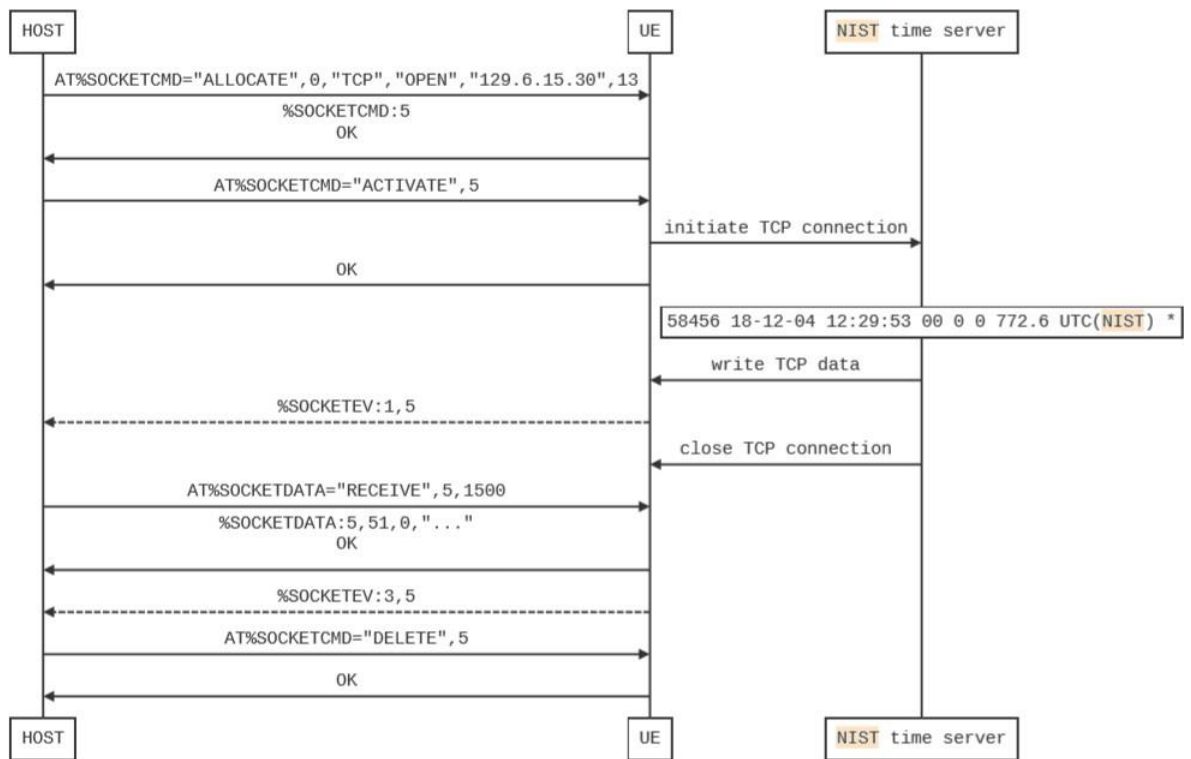 HOST
UE
NIST time server
AT%SOCKETCMD="ALLOCATE",0,"TCP","OPEN","129.6.15.30",13
%SOCKETCMD:5
OK
AT%SOCKETCMD="ACTIVATE",5
initiate TCP connection
OK
58456 18-12-04 12:29:53 00 0 0 772.6 UTC(NIST) *
write TCP data
%SOCKETEV:1,5
close TCP connection
AT%SOCKETDATA="RECEIVE",5,1500
%SOCKETDATA:5,51,0,"..."
OK
%SOCKETEV:3,5
AT%SOCKETCMD="DELETE",5
OK
HOST
UE
NIST time server